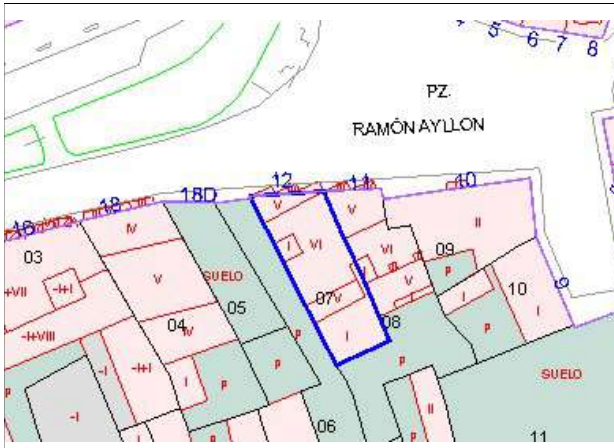 5 6 7 8
PZ.
RAMÓN AYLLON
12 11 10
18D
18
16
V V
IV II
03 VI VI 09
I
V SUELO P
-I+VII -I+I 05 I 10 9
07 V V
04 IV I
-I+VIII I 08
P
-I+I P P
-I I P SUELO
P
II
I P 06 P 11